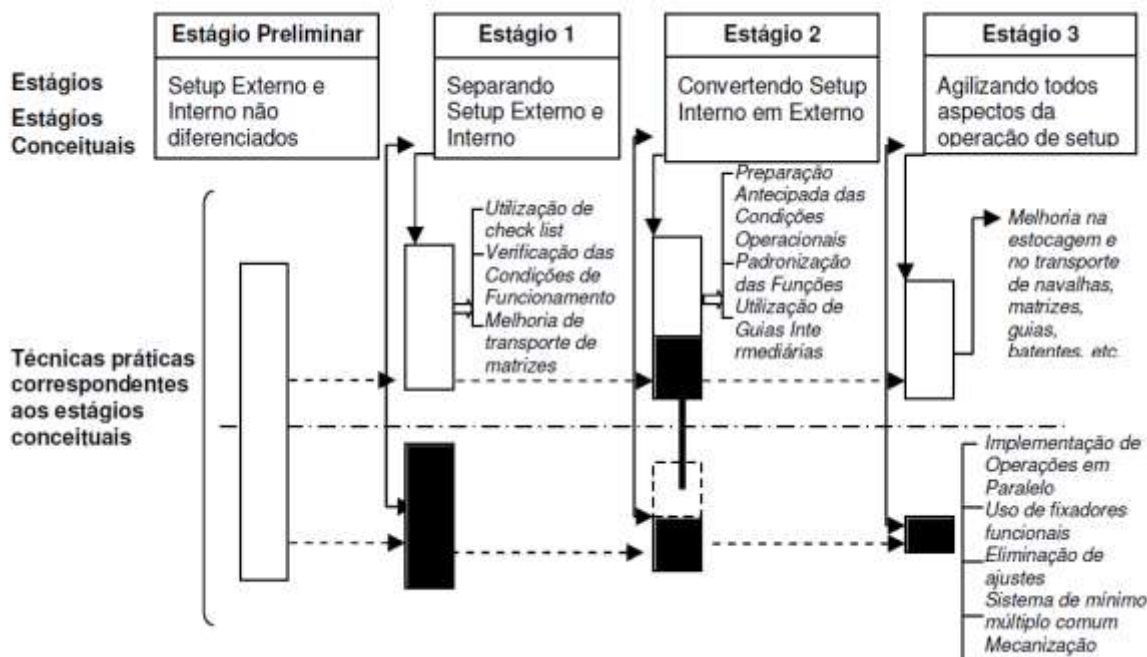 Estágio Preliminar
Setup Externo e
Interno não
diferenciados
Estágio 1
Separando
Setup Externo e
Interno
Estágio 2
Convertendo Setup
Interno em Externo
Estágio 3
Agilizando todos
aspectos da
operação de setup
Estágios
Estágios
Conceituais
Técnicas práticas
correspondentes
aos estágios
conceituais
Utilização de
check list
Verificação das
Condições de
Funcionamento
Melhoria de
transporte de
matrizes
Preparação
Antecipada das
Condições
Operacionais
Padronização
das Funções
Utilização de
Guias Inte
rmediárias
Melhoria na
estocagem e
no transporte
de navalhas,
matrizes,
guias,
batentes, etc.
Implementação de
Operações em
Paralelo
Uso de fixadores
funcionais
Eliminação de
ajustes
Sistema de mínimo
múltiplo comum
Mecanização